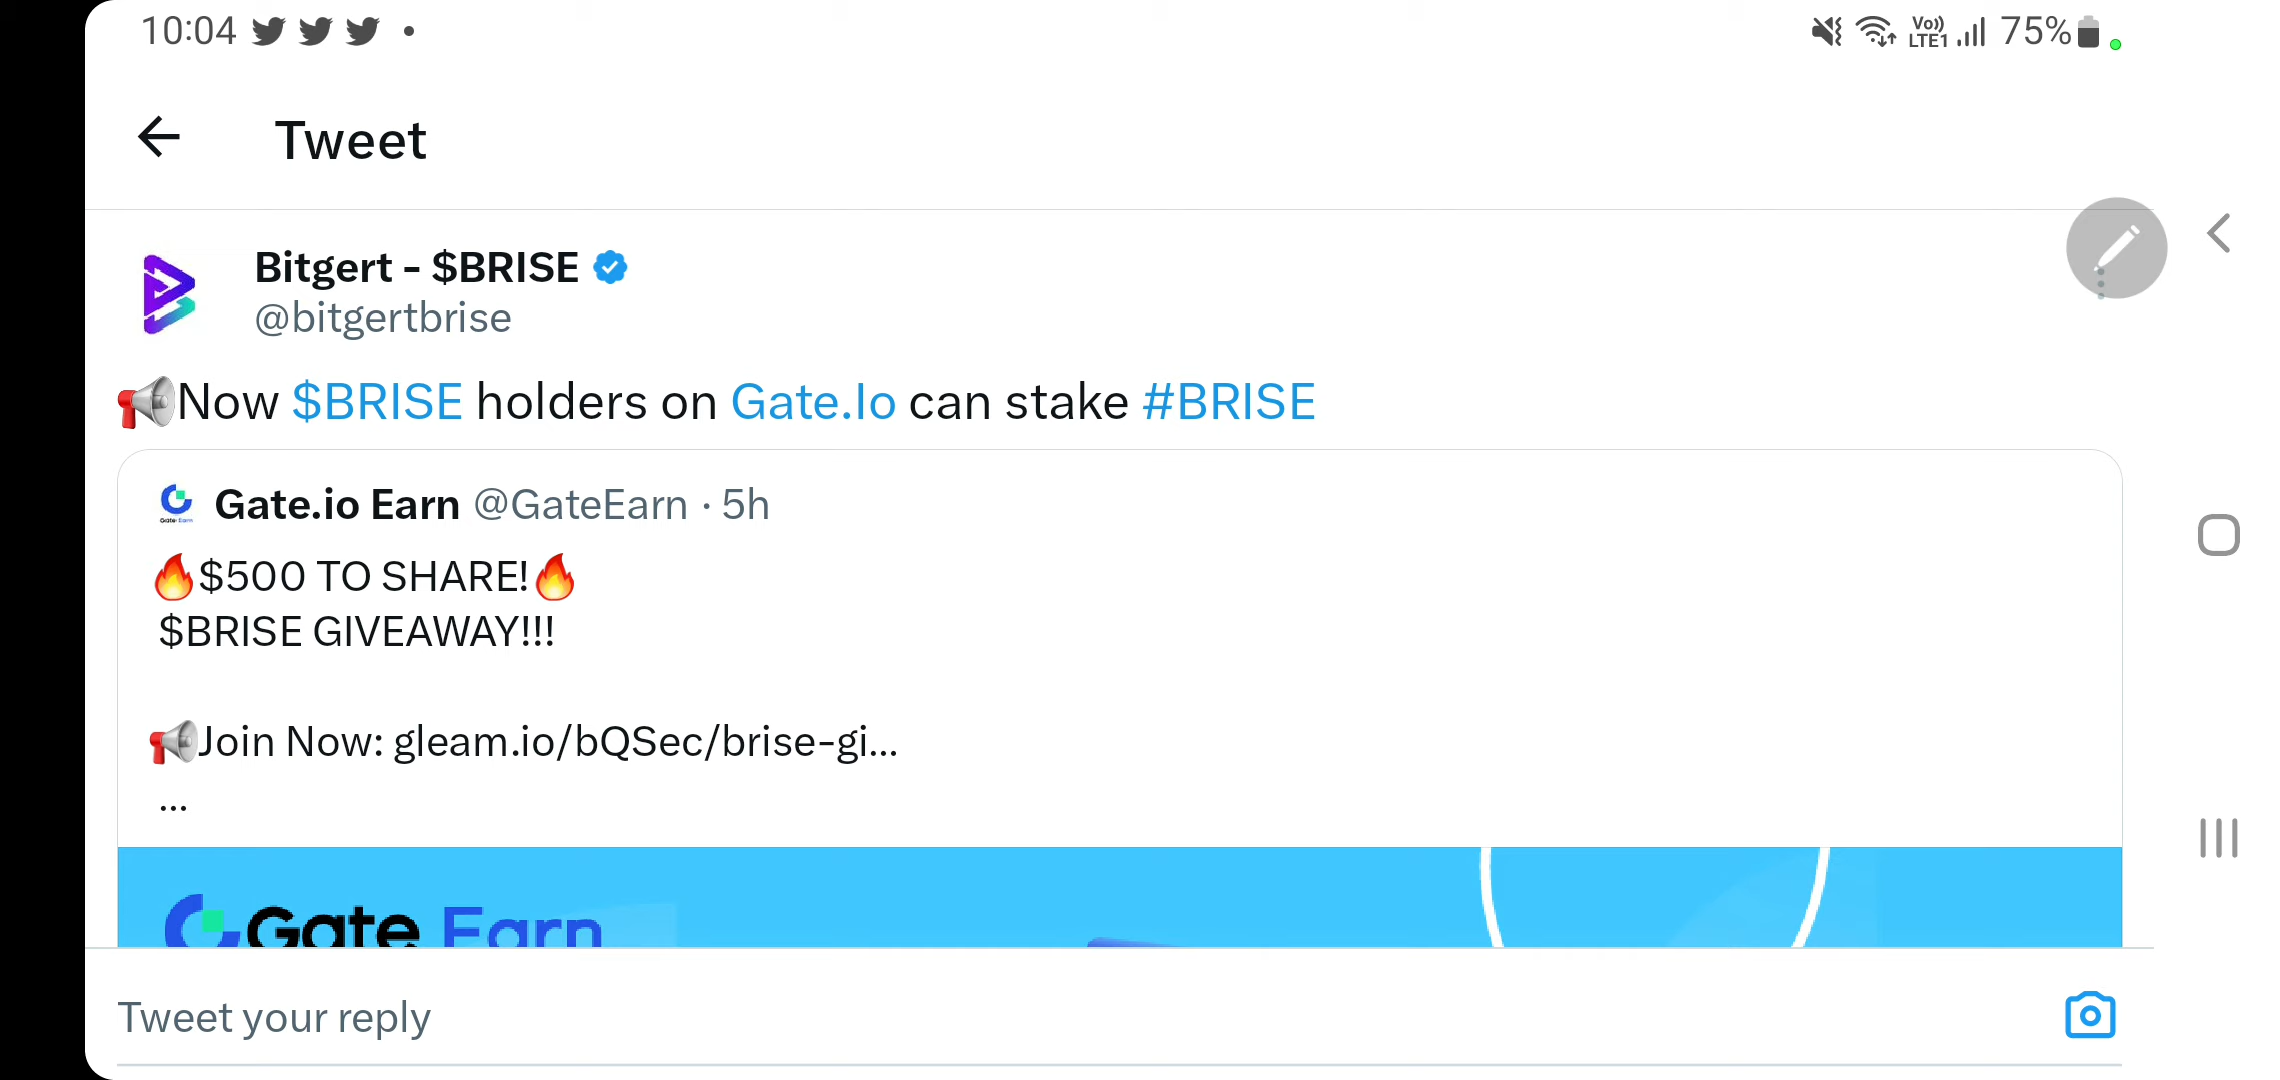 10:04
Vo)) LTE1 75%
Tweet
Bitgert - $BRISE
@bitgertbrise
📢Now $BRISE holders on Gate.Io can stake #BRISE
Gate.io Earn @GateEarn · 5h
🔥$500 TO SHARE!🔥
$BRISE GIVEAWAY!!!
📢Join Now: gleam.io/bQSec/brise-gi...
...
Gate Earn
Tweet your reply